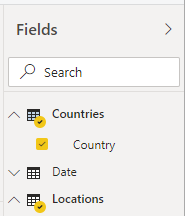 Fields
Search
Countries
Country
Date
Locations